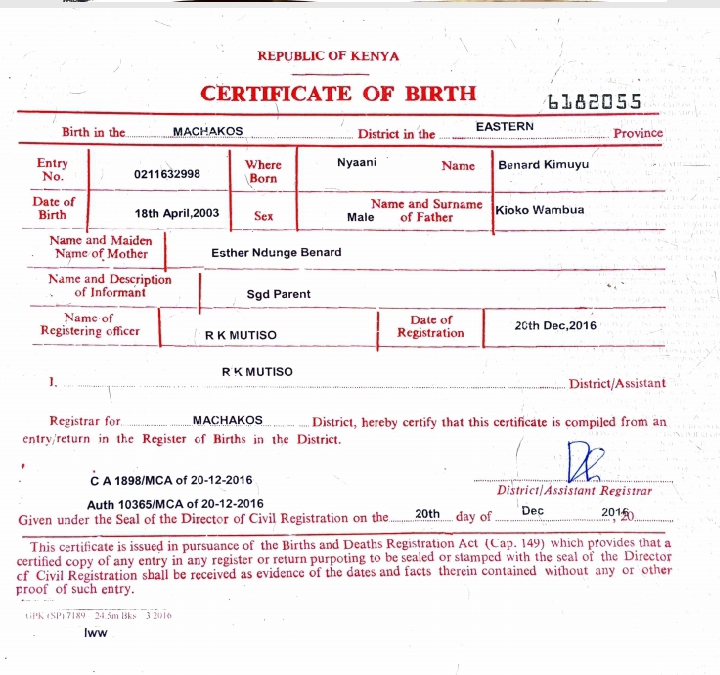 REPUBLIC OF KENYA
CERTIFICATE OF BIRTH
6182055
Birth in the MACHAKOS District in the EASTERN Province
Entry No. 0211632998 Where Born Nyaani Name Benard Kimuyu
Date of Birth 18th April,2003 Sex Male Name and Surname of Father Kioko Wambua
Name and Maiden Name of Mother Esther Ndunge Benard
Name and Description of Informant Sgd Parent
Name of Registering officer R K MUTISO Date of Registration 20th Dec,2016
I, R K MUTISO District/Assistant
Registrar for MACHAKOS District, hereby certify that this certificate is compiled from an
entry/return in the Register of Births in the District.
C A 1898/MCA of 20-12-2016
District/Assistant Registrar
Auth 10365/MCA of 20-12-2016
Given under the Seal of the Director of Civil Registration on the 20th day of Dec 2016, 20
This certificate is issued in pursuance of the Births and Deaths Registration Act (Cap. 149) which provides that a
certified copy of any entry in any register or return purpoting to be sealed or stamped with the seal of the Director
of Civil Registration shall be received as evidence of the dates and facts therein contained without any or other
proof of such entry.
GPK (SP) 7189 24.5m Bks 3 2016
lww